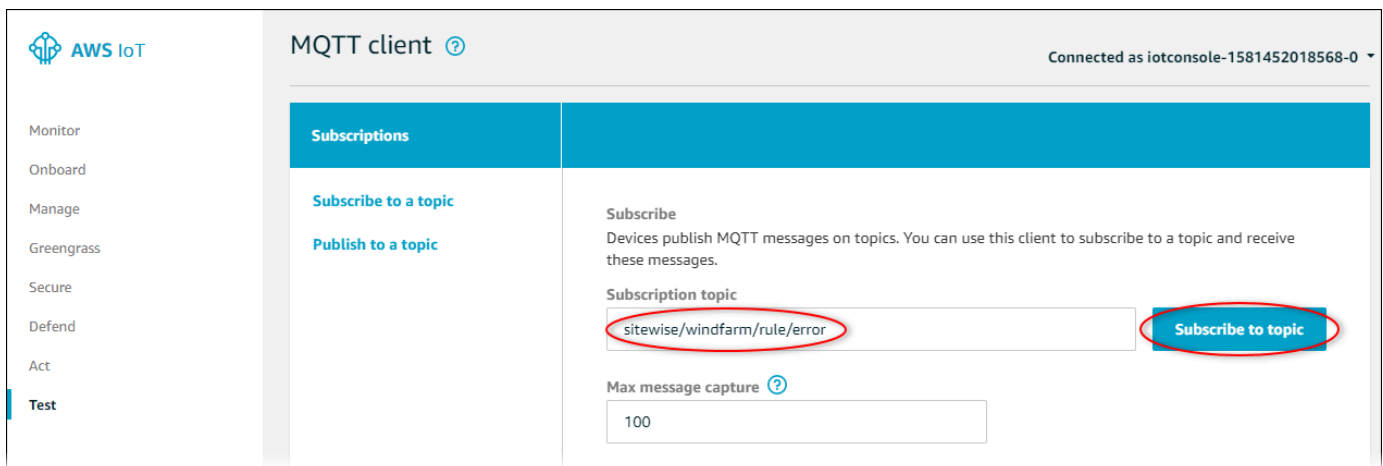 AWS IoT
MQTT client ?
Connected as iotconsole-1581452018568-0
Monitor
Onboard
Manage
Greengrass
Secure
Defend
Act
Test
Subscriptions
Subscribe to a topic
Publish to a topic
Subscribe
Devices publish MQTT messages on topics. You can use this client to subscribe to a topic and receive
these messages.
Subscription topic
sitewise/windfarm/rule/error
Subscribe to topic
Max message capture ?
100